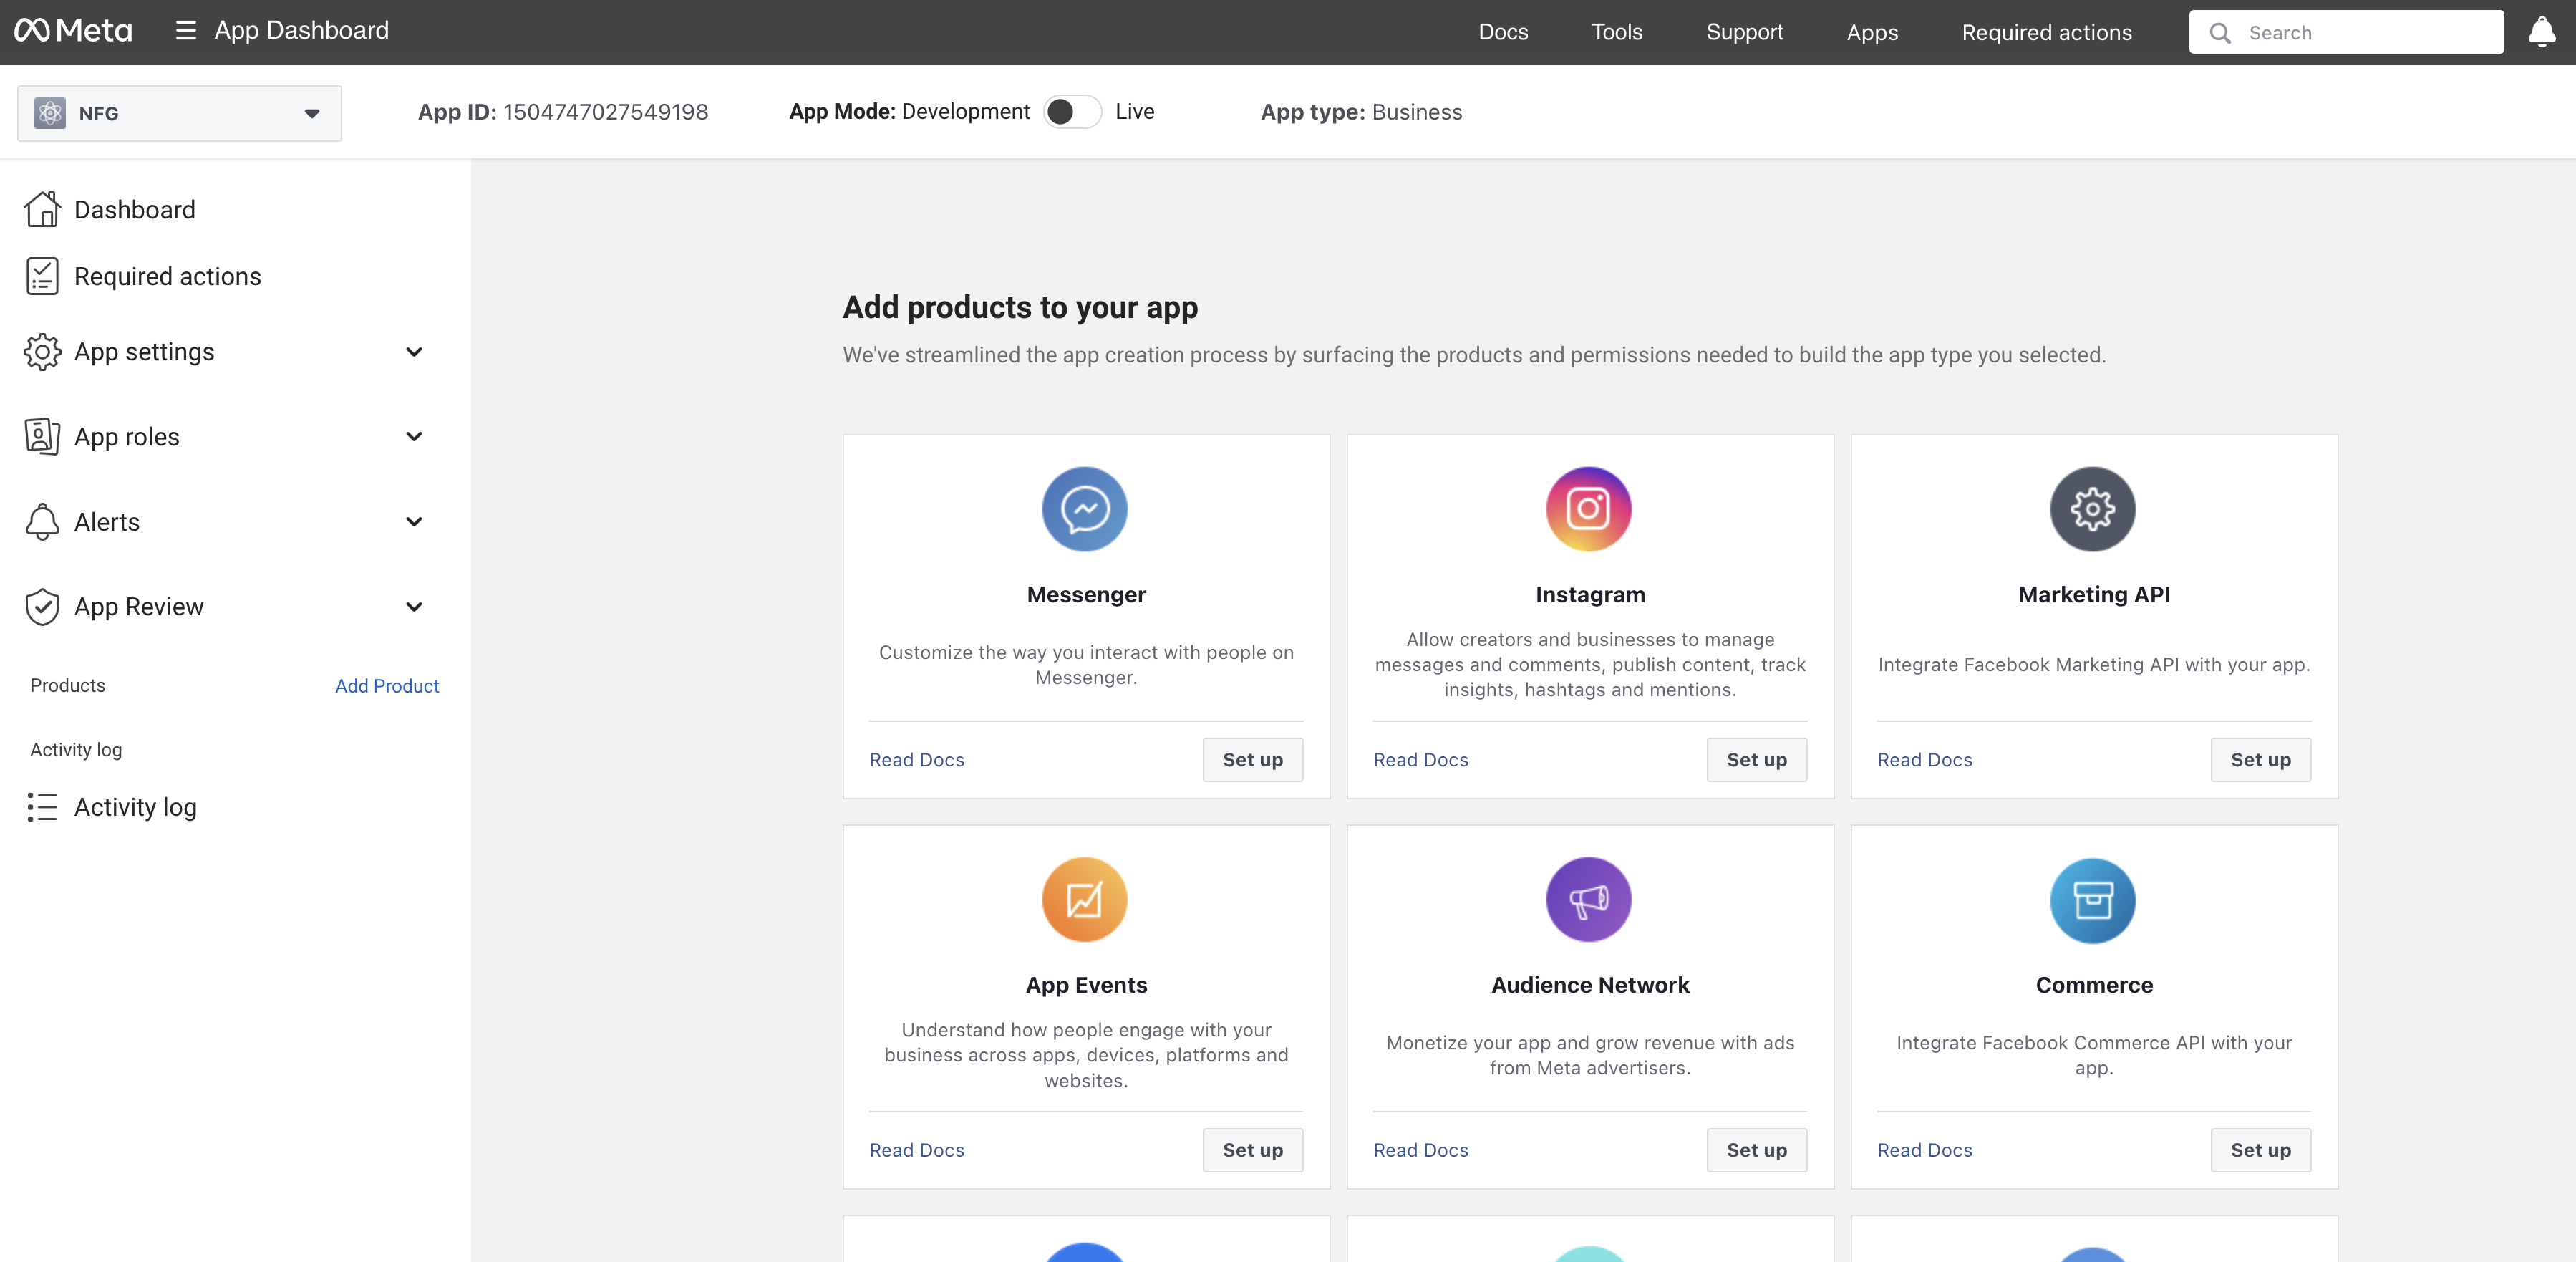 Meta
App Dashboard
Docs
Tools
Support
Apps
Required actions
Search
NFG
App ID: 1504747027549198
App Mode: Development
Live
App type: Business
Dashboard
Required actions
App settings
App roles
Alerts
App Review
Products
Add Product
Activity log
Activity log
Add products to your app
We've streamlined the app creation process by surfacing the products and permissions needed to build the app type you selected.
Messenger
Customize the way you interact with people on
Messenger.
Read Docs
Set up
Instagram
Allow creators and businesses to manage
messages and comments, publish content, track
insights, hashtags and mentions.
Read Docs
Set up
Marketing API
Integrate Facebook Marketing API with your app.
Read Docs
Set up
App Events
Understand how people engage with your
business across apps, devices, platforms and
websites.
Read Docs
Set up
Audience Network
Monetize your app and grow revenue with ads
from Meta advertisers.
Read Docs
Set up
Commerce
Integrate Facebook Commerce API with your
app.
Read Docs
Set up